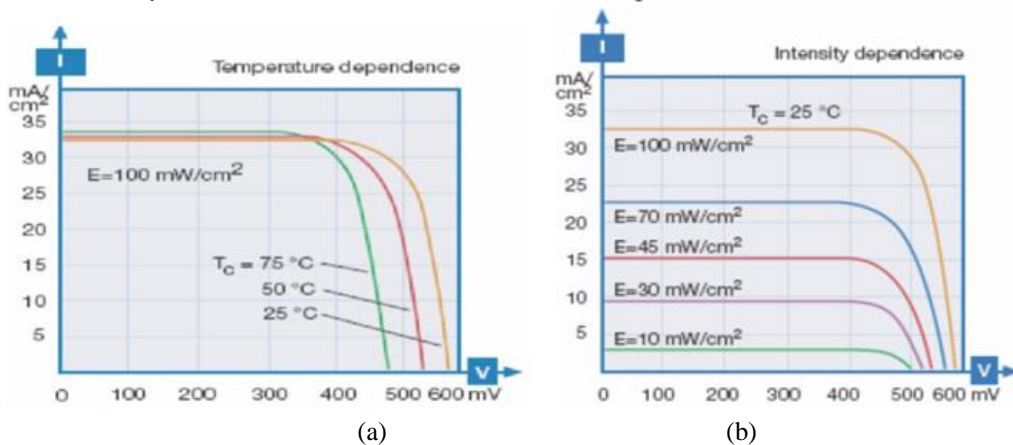 I
Temperature dependence
mA/
cm2
35
30
25
20
15
10
5
E=100 mW/cm2
TC = 75 °C
50 °C
25 °C
V
0 100 200 300 400 500 600 mV
(a)
I
Intensity dependence
mA/
cm2
35
30
25
20
15
10
5
TC = 25 °C
E=100 mW/cm2
E=70 mW/cm2
E=45 mW/cm2
E=30 mW/cm2
E=10 mW/cm2
V
0 100 200 300 400 500 600 mV
(b)